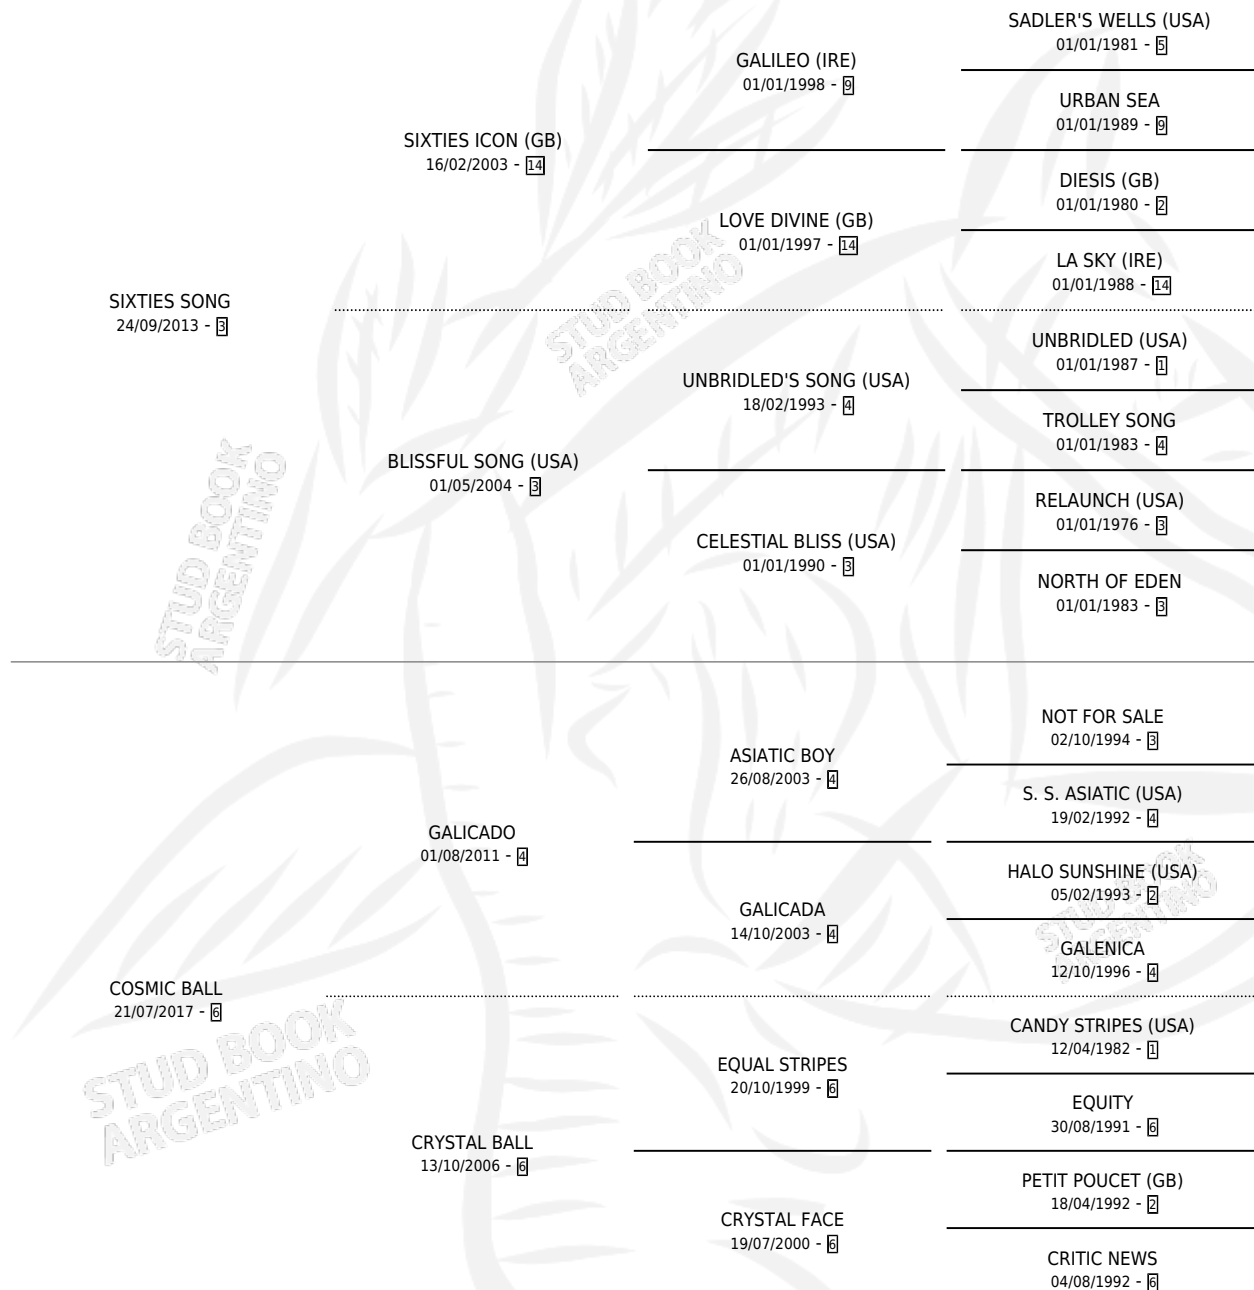 SADLER'S WELLS (USA)
01/01/1981 - 5
GALILEO (IRE)
01/01/1998 - 9
URBAN SEA
01/01/1989 - 9
SIXTIES ICON (GB)
16/02/2003 - 14
DIESIS (GB)
01/01/1980 - 2
LOVE DIVINE (GB)
01/01/1997 - 14
LA SKY (IRE)
01/01/1988 - 14
SIXTIES SONG
24/09/2013 - 3
STUD BOOK
ARGENTINO
UNBRIDLED (USA)
01/01/1987 - 1
UNBRIDLED'S SONG (USA)
18/02/1993 - 4
TROLLEY SONG
01/01/1983 - 4
BLISSFUL SONG (USA)
01/05/2004 - 3
RELAUNCH (USA)
01/01/1976 - 3
CELESTIAL BLISS (USA)
01/01/1990 - 3
NORTH OF EDEN
01/01/1983 - 3
STUD BOOK
ARGENTINO
NOT FOR SALE
02/10/1994 - 3
ASIATIC BOY
26/08/2003 - 4
S. S. ASIATIC (USA)
19/02/1992 - 4
GALICADO
01/08/2011 - 4
HALO SUNSHINE (USA)
05/02/1993 - 2
GALICADA
14/10/2003 - 4
STUD BOOK
ARGENTINO
GALENICA
12/10/1996 - 4
COSMIC BALL
21/07/2017 - 6
CANDY STRIPES (USA)
12/04/1982 - 1
EQUAL STRIPES
20/10/1999 - 6
STUD BOOK
ARGENTINO
EQUITY
30/08/1991 - 6
CRYSTAL BALL
13/10/2006 - 6
PETIT POUCET (GB)
18/04/1992 - 2
CRYSTAL FACE
19/07/2000 - 6
CRITIC NEWS
04/08/1992 - 6